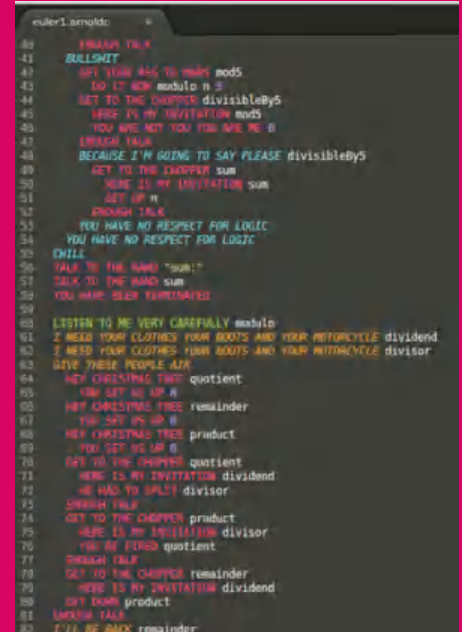 euler1.arnoldc ×
40 ENOUGH TALK
41 BULLSHIT
42 GET YOUR ASS TO MARS mod5
43 DO IT NOW modulo n 5
44 GET TO THE CHOPPER divisibleBy5
45 HERE IS MY INVITATION mod5
46 YOU ARE NOT YOU YOU ARE ME 0
47 ENOUGH TALK
48 BECAUSE I'M GOING TO SAY PLEASE divisibleBy5
49 GET TO THE CHOPPER sum
50 HERE IS MY INVITATION sum
51 GET UP n
52 ENOUGH TALK
53 YOU HAVE NO RESPECT FOR LOGIC
54 YOU HAVE NO RESPECT FOR LOGIC
55 CHILL
56 TALK TO THE HAND "sum:"
57 TALK TO THE HAND sum
58 YOU HAVE BEEN TERMINATED
59
60 LISTEN TO ME VERY CAREFULLY modulo
61 I NEED YOUR CLOTHES YOUR BOOTS AND YOUR MOTORCYCLE dividend
62 I NEED YOUR CLOTHES YOUR BOOTS AND YOUR MOTORCYCLE divisor
63 GIVE THESE PEOPLE AIR
64 HEY CHRISTMAS TREE quotient
65 YOU SET US UP 0
66 HEY CHRISTMAS TREE remainder
67 YOU SET US UP 0
68 HEY CHRISTMAS TREE product
69 YOU SET US UP 0
70 GET TO THE CHOPPER quotient
71 HERE IS MY INVITATION dividend
72 HE HAD TO SPLIT divisor
73 ENOUGH TALK
74 GET TO THE CHOPPER product
75 HERE IS MY INVITATION divisor
76 YOU'RE FIRED quotient
77 ENOUGH TALK
78 GET TO THE CHOPPER remainder
79 HERE IS MY INVITATION dividend
80 GET DOWN product
81 ENOUGH TALK
82 I'LL BE BACK remainder